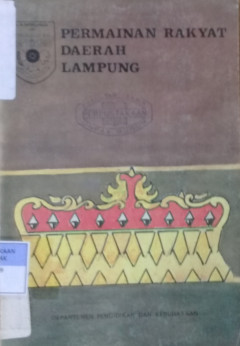 PERMAINAN RAKYAT
DAERAH
LAMPUNG
DEPARTEMEN PENDIDIKAN DAN KEBUDAYAAN